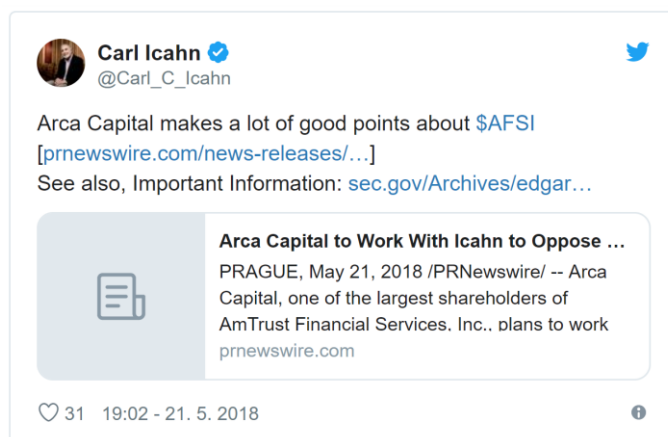 Carl Icahn
@Carl_C_Icahn
Arca Capital makes a lot of good points about $AFSI
[prnewswire.com/news-releases/…]
See also, Important Information: sec.gov/Archives/edgar…
Arca Capital to Work With Icahn to Oppose …
PRAGUE, May 21, 2018 /PRNewswire/ -- Arca
Capital, one of the largest shareholders of
AmTrust Financial Services, Inc., plans to work
prnewswire.com
31 19:02 - 21. 5. 2018